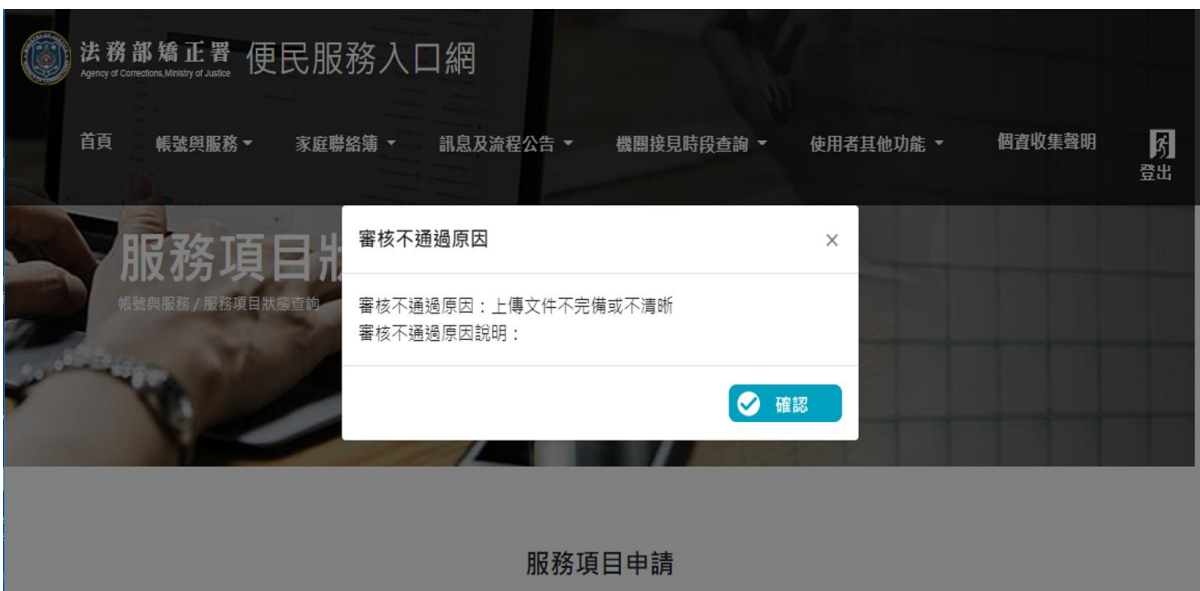 法務部矯正署 便民服務入口網
Agency of Corrections,Ministry of Justice
首頁 帳號與服務 家庭聯絡簿 訊息及流程公告 機關接見時段查詢 使用者其他功能 個資收集聲明
登出
服務項目狀
帳號與服務 / 服務項目狀態查詢
審核不通過原因 ×
審核不通過原因：上傳文件不完備或不清晰
審核不通過原因說明：
確認
服務項目申請